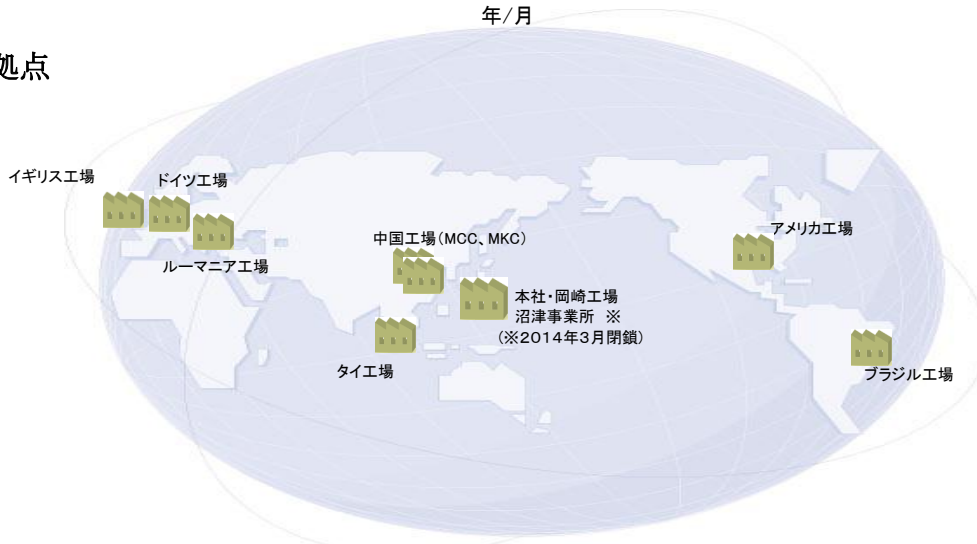 年/月
拠点
イギリス工場
ドイツ工場
ルーマニア工場
中国工場(MCC、MKC)
アメリカ工場
本社・岡崎工場
沼津事業所 ※
(※2014年3月閉鎖)
タイ工場
ブラジル工場